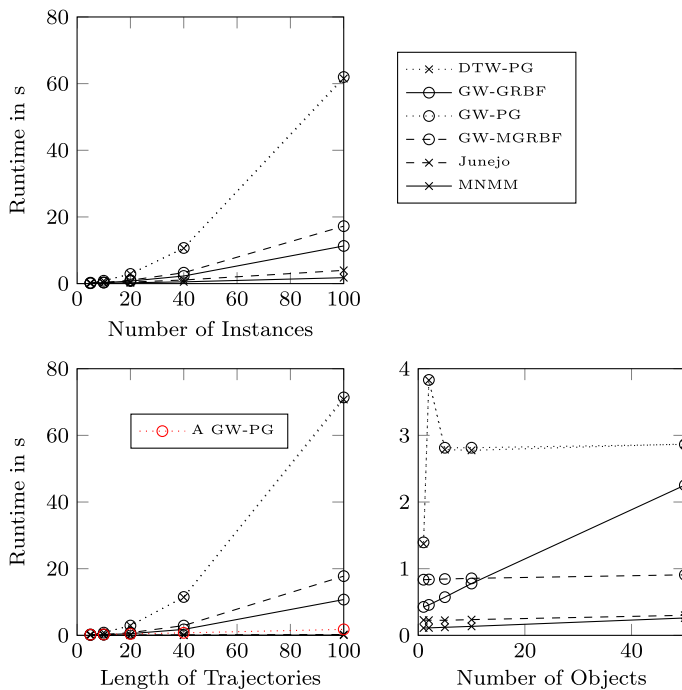 80
60
40
20
0
0 20 40 60 80 100
Runtime in s
Number of Instances
DTW-PG
GW-GRBF
GW-PG
GW-MGRBF
Junejo
MNMM
80
60
40
20
0
0 20 40 60 80 100
Runtime in s
Length of Trajectories
A GW-PG
4
3
2
1
0
0 20 40
Number of Objects